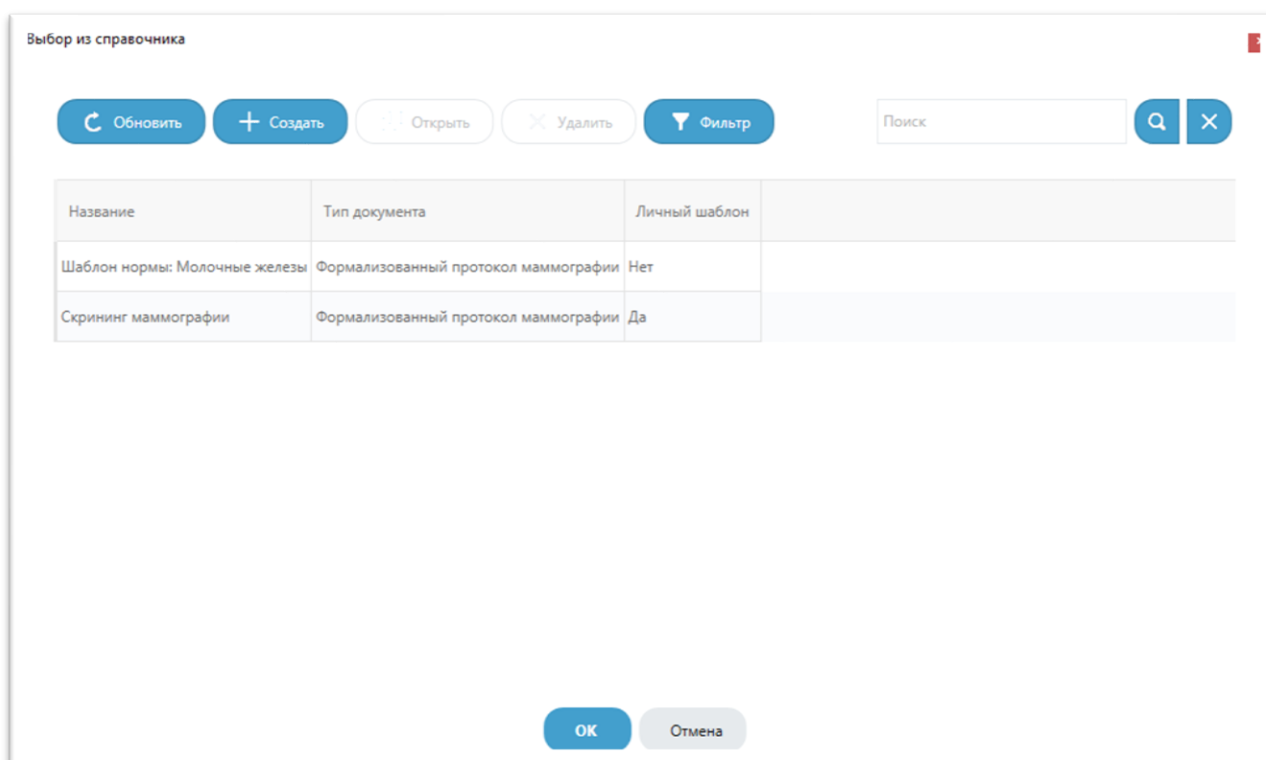 Выбор из справочника
Обновить Создать Открыть Удалить Фильтр Поиск
Название Тип документа Личный шаблон
Шаблон нормы: Молочные железы Формализованный протокол маммографии Нет
Скрининг маммографии Формализованный протокол маммографии Да
ОК Отмена